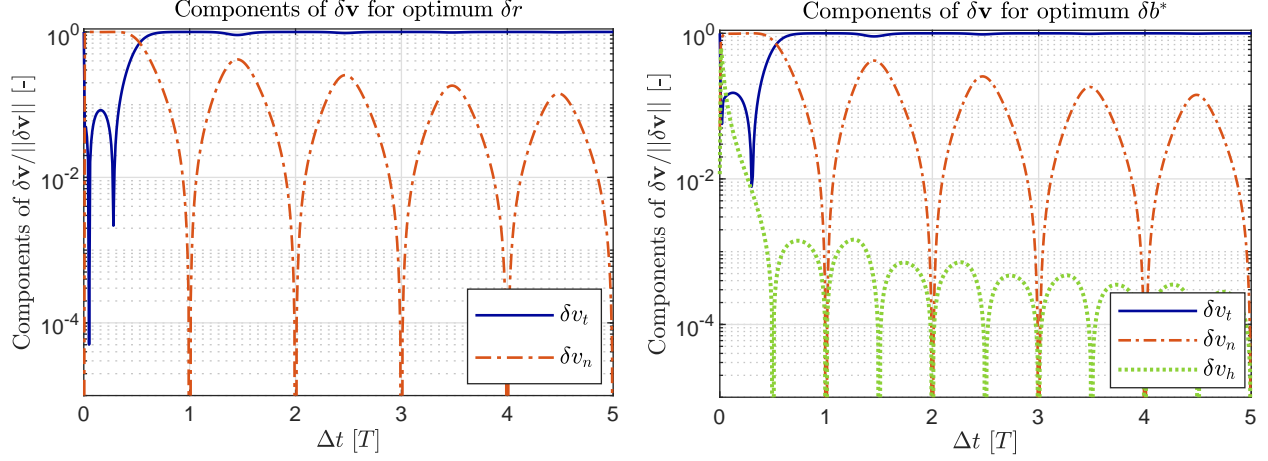 Components of δv for optimum δr
Components of δv/||δv|| [-]
10^0
10^-2
10^-4
0 1 2 3 4 5
Δt [T]
δv_t
δv_n
Components of δv for optimum δb*
Components of δv/||δv|| [-]
10^0
10^-2
10^-4
0 1 2 3 4 5
Δt [T]
δv_t
δv_n
δv_h